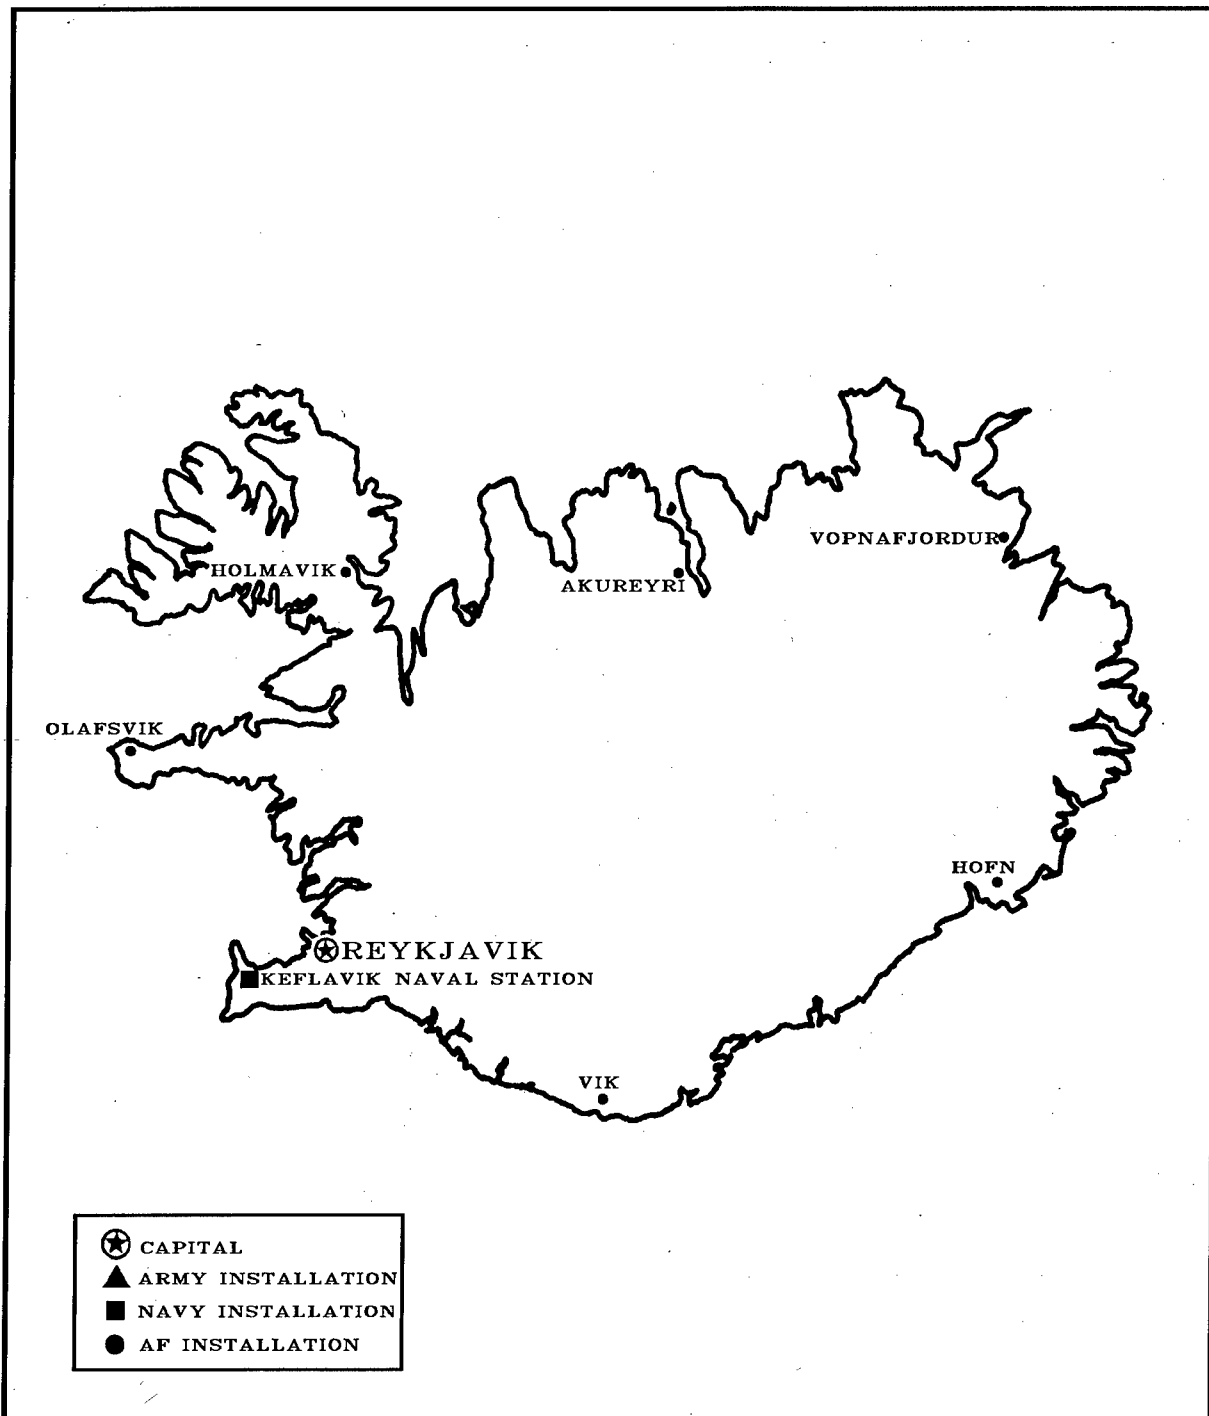 VOPNAFJORDUR
HOLMAVIK
AKUREYRI
OLAFSVIK
HOFN
REYKJAVIK
KEFLAVIK NAVAL STATION
VIK
CAPITAL
ARMY INSTALLATION
NAVY INSTALLATION
AF INSTALLATION